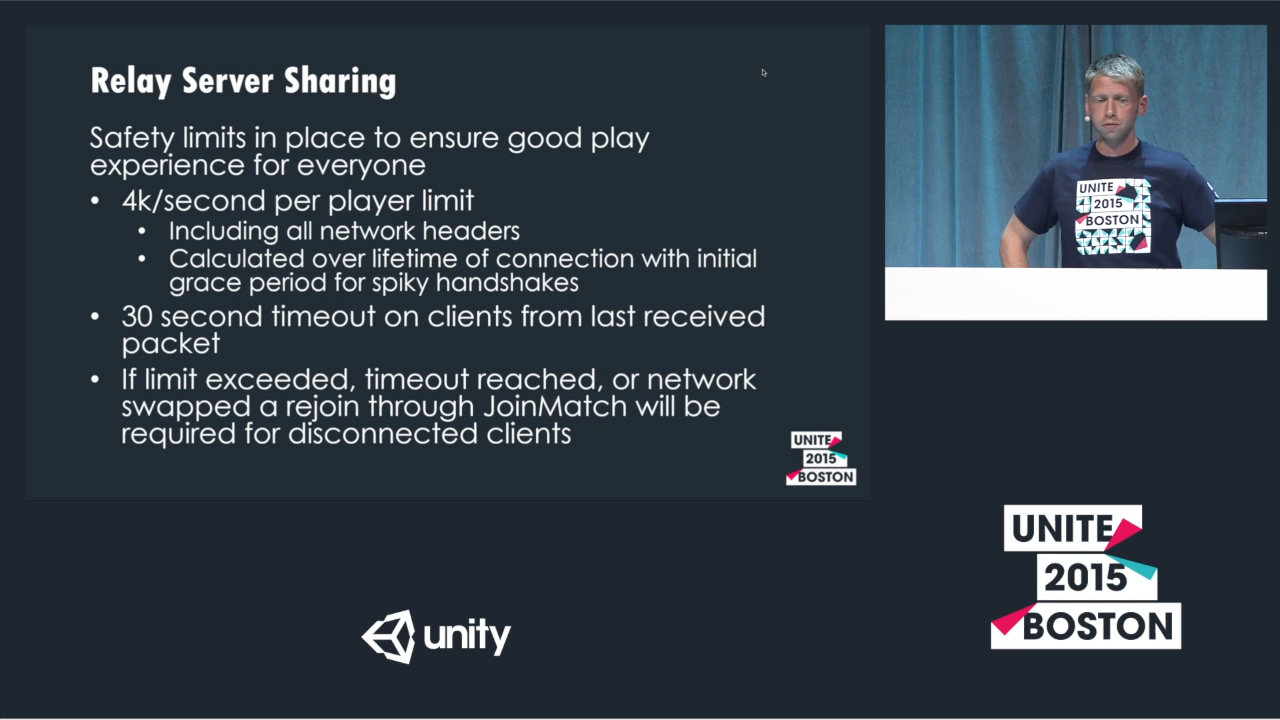 Relay Server Sharing
Safety limits in place to ensure good play
experience for everyone
• 4k/second per player limit
• Including all network headers
• Calculated over lifetime of connection with initial
grace period for spiky handshakes
• 30 second timeout on clients from last received
packet
• If limit exceeded, timeout reached, or network
swapped a rejoin through JoinMatch will be
required for disconnected clients
UNITE
2015
BOSTON
UNITE
2015
BOSTON
UNITE
2015
BOSTON
unity